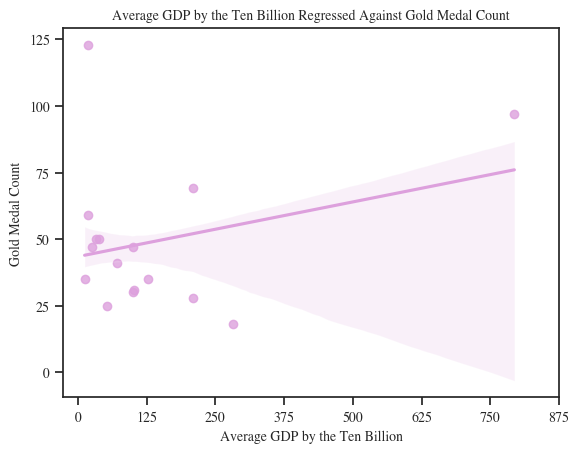 Average GDP by the Ten Billion Regressed Against Gold Medal Count
125
100
75
50
25
0
Gold Medal Count
0 125 250 375 500 625 750 875
Average GDP by the Ten Billion